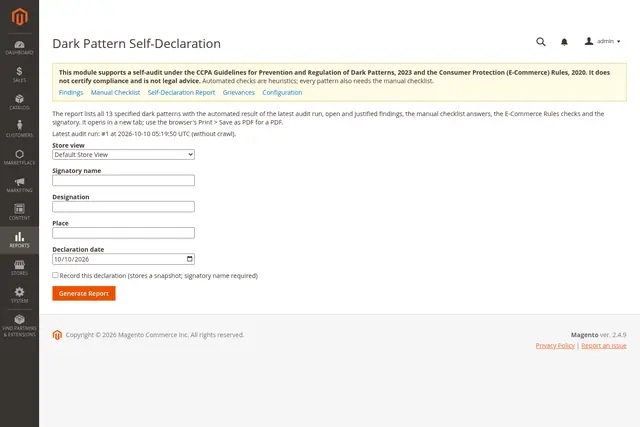 Dark Pattern Self-Declaration
admin
This module supports a self-audit under the CCPA Guidelines for Prevention and Regulation of Dark Patterns, 2023 and the Consumer Protection (E-Commerce) Rules, 2020. It does
not certify compliance and is not legal advice. Automated checks are heuristics; every pattern also needs the manual checklist.
Findings Manual Checklist Self-Declaration Report Grievances Configuration
The report lists all 13 specified dark patterns with the automated result of the latest audit run, open and justified findings, the manual checklist answers, the E-Commerce Rules checks and the
signatory. It opens in a new tab; use the browser's Print > Save as PDF for a PDF.
Latest audit run: #1 at 2026-10-10 05:19:50 UTC (without crawl).
Store view
Default Store View
Signatory name
Designation
Place
Declaration date
10/10/2026
Record this declaration (stores a snapshot; signatory name required)
Generate Report
DASHBOARD
SALES
CATALOG
CUSTOMERS
MARKETPLACE
MARKETING
CONTENT
REPORTS
STORES
SYSTEM
FIND PARTNERS
& EXTENSIONS
Copyright © 2026 Magento Commerce Inc. All rights reserved.
Magento ver. 2.4.9
Privacy Policy | Report an Issue